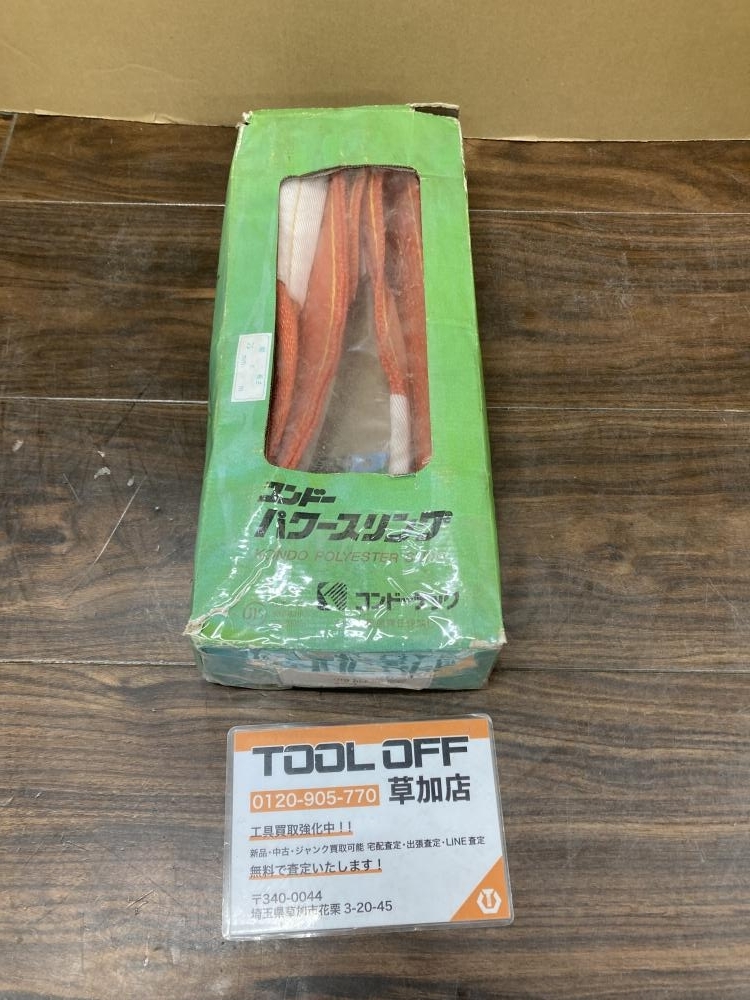 コンドー
パワースリング
KONDO POLYESTER SLING
コンドーテック
TOOL OFF
0120-905-770 草加店
工具買取強化中!!
新品・中古・ジャンク買取可能 宅配査定・出張査定・LINE査定
無料で査定いたします!
〒340-0044
埼玉県草加市花栗 3-20-45